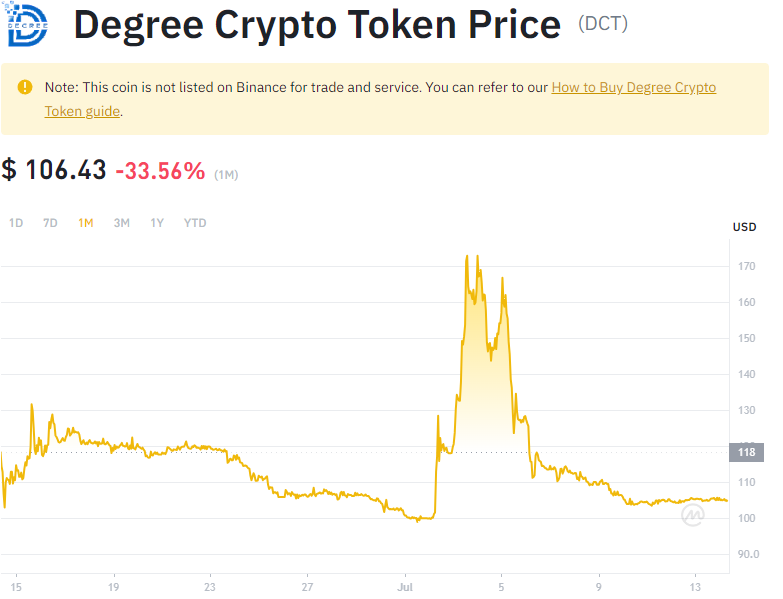 DECREE
Degree Crypto Token Price (DCT)
Note: This coin is not listed on Binance for trade and service. You can refer to our How to Buy Degree Crypto
Token guide.
$ 106.43 -33.56% (1M)
1D 7D 1M 3M 1Y YTD
USD
170
160
150
140
130
118
110
100
90.0
15 19 23 27 Jul 5 9 13